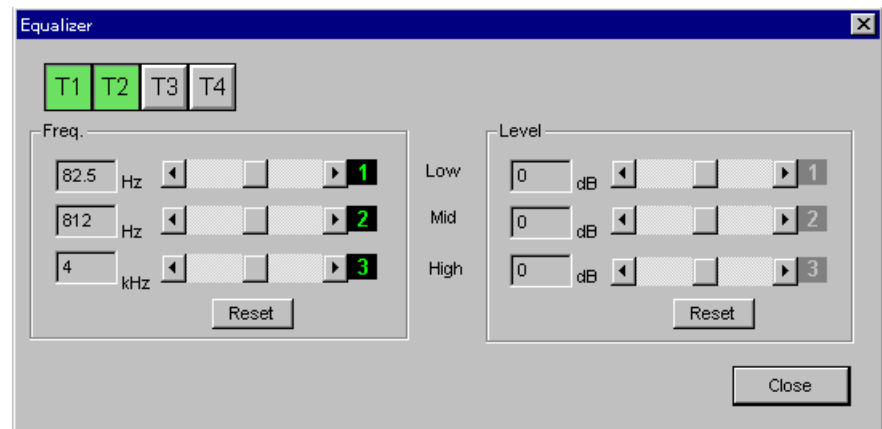 Equalizer
T1 T2 T3 T4
Freq.
Level
82.5 Hz 1 Low 0 dB 1
812 Hz 2 Mid 0 dB 2
4 kHz 3 High 0 dB 3
Reset Reset
Close